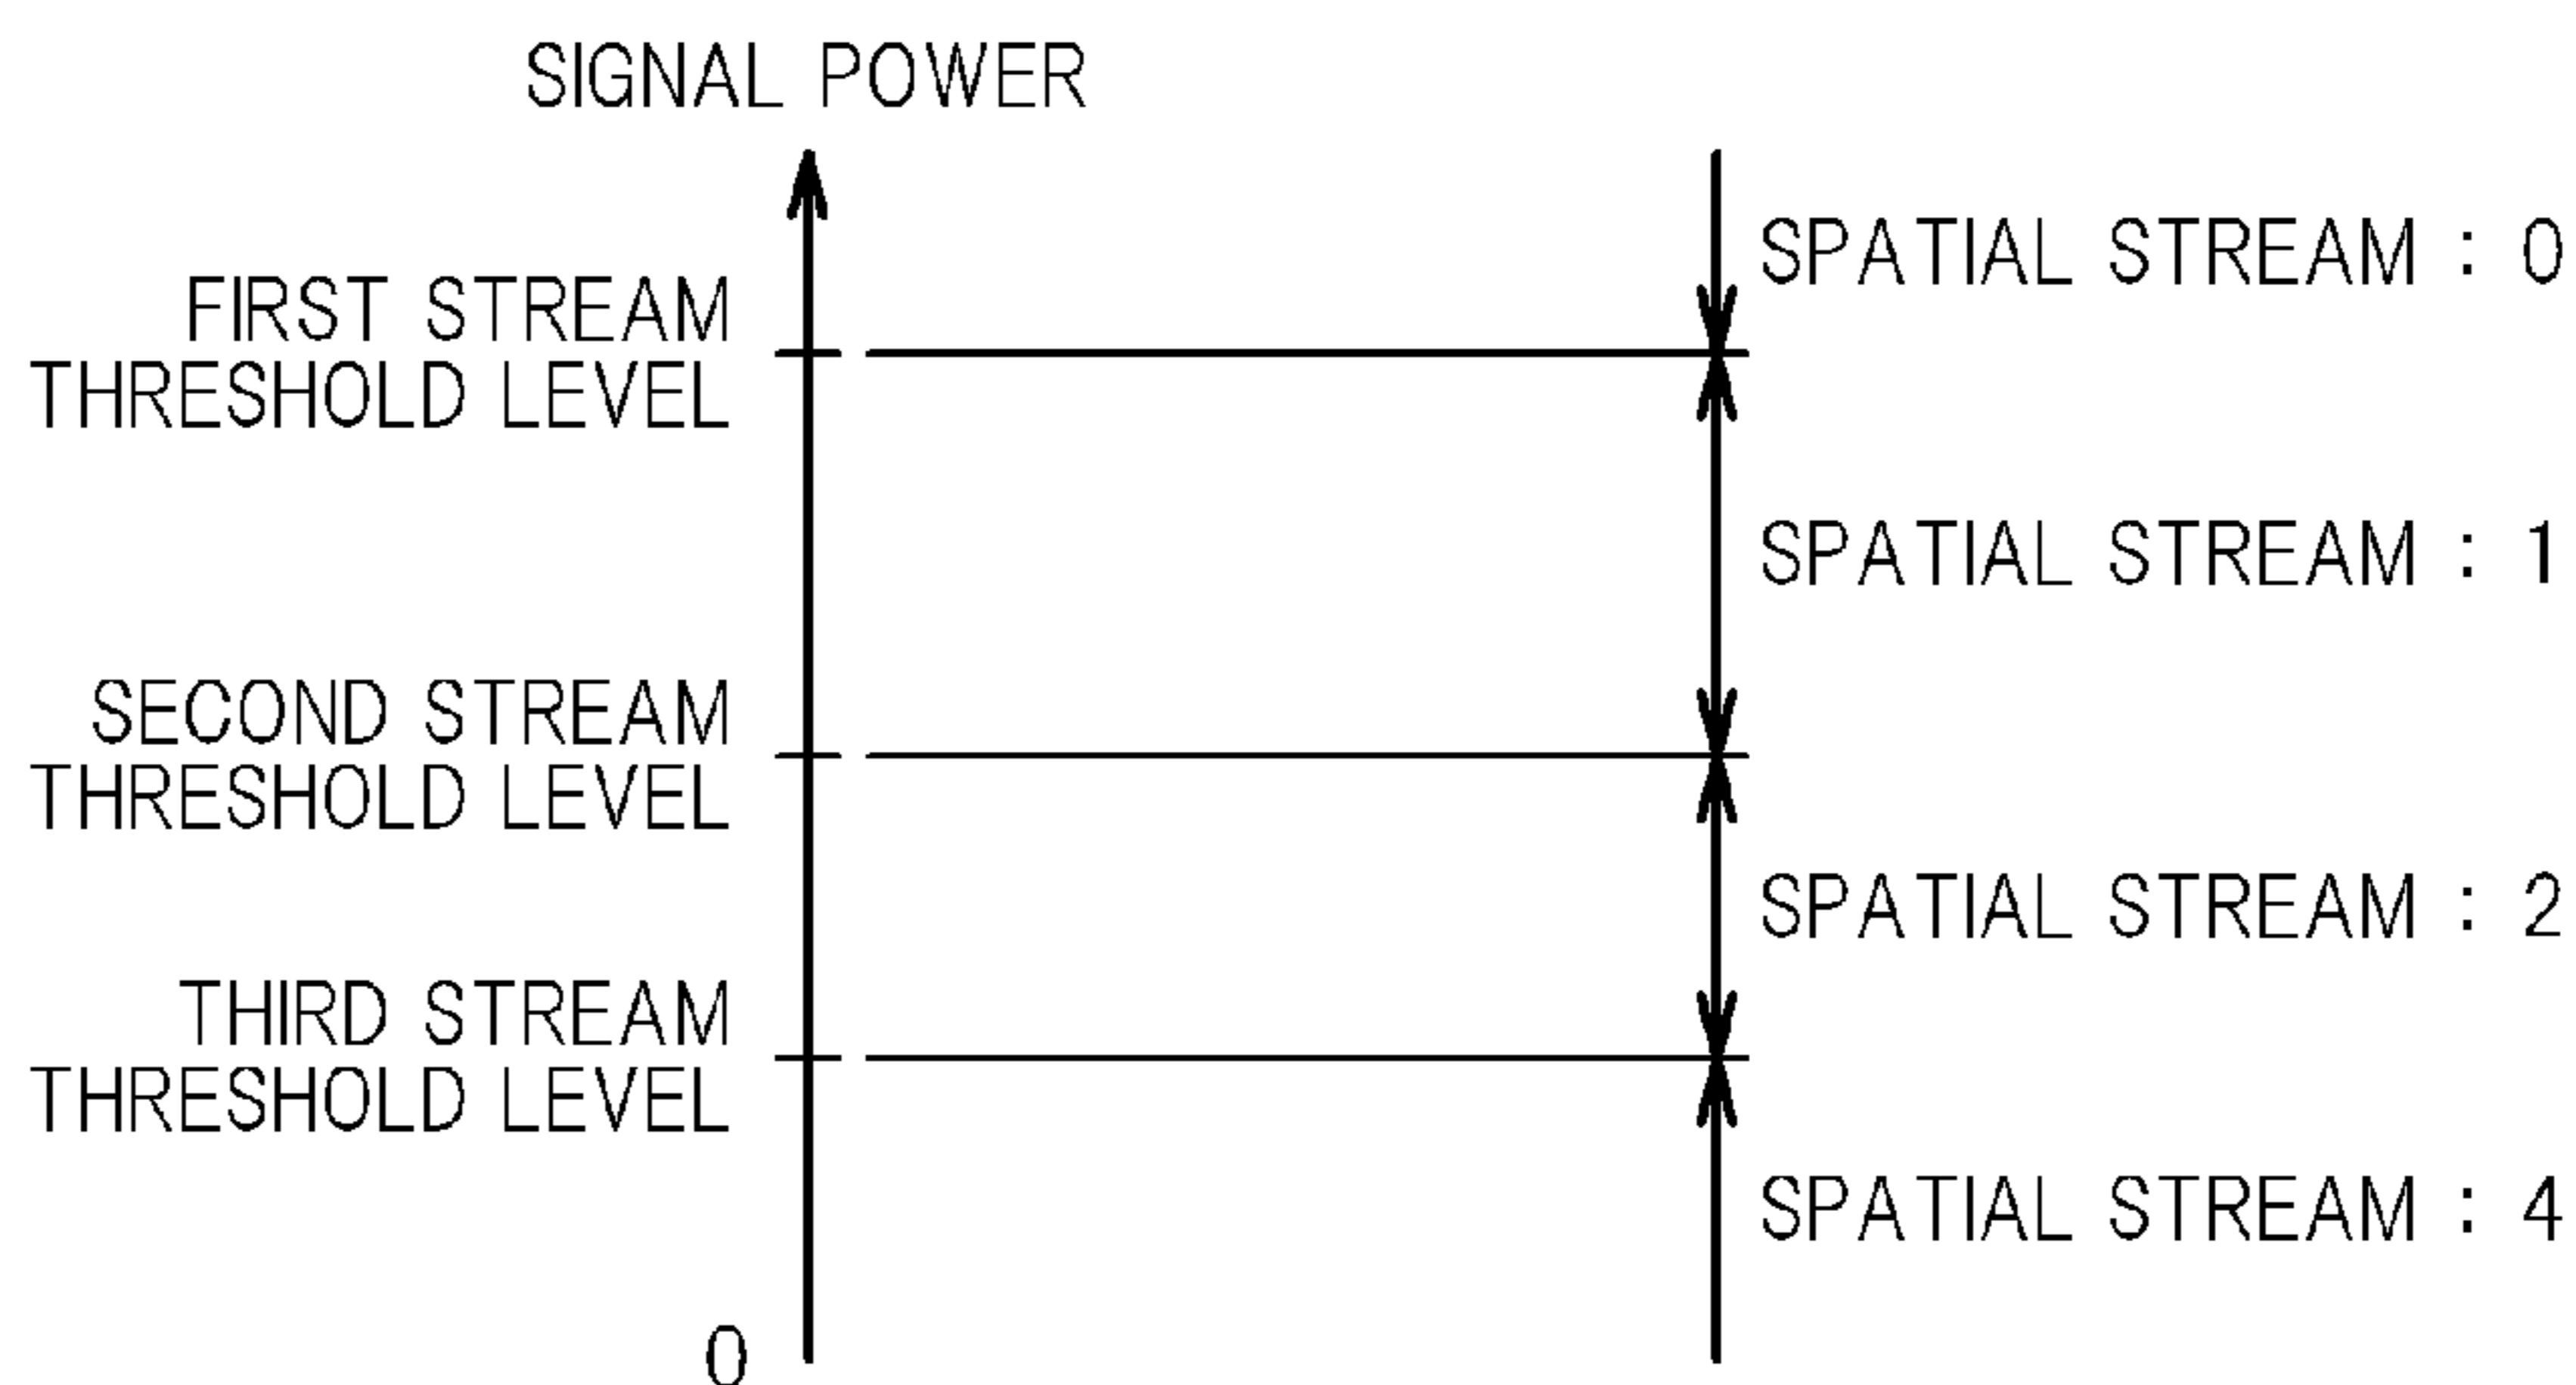 SIGNAL POWER
SPATIAL STREAM : 0
FIRST STREAM
THRESHOLD LEVEL
SPATIAL STREAM : 1
SECOND STREAM
THRESHOLD LEVEL
SPATIAL STREAM : 2
THIRD STREAM
THRESHOLD LEVEL
SPATIAL STREAM : 4
0